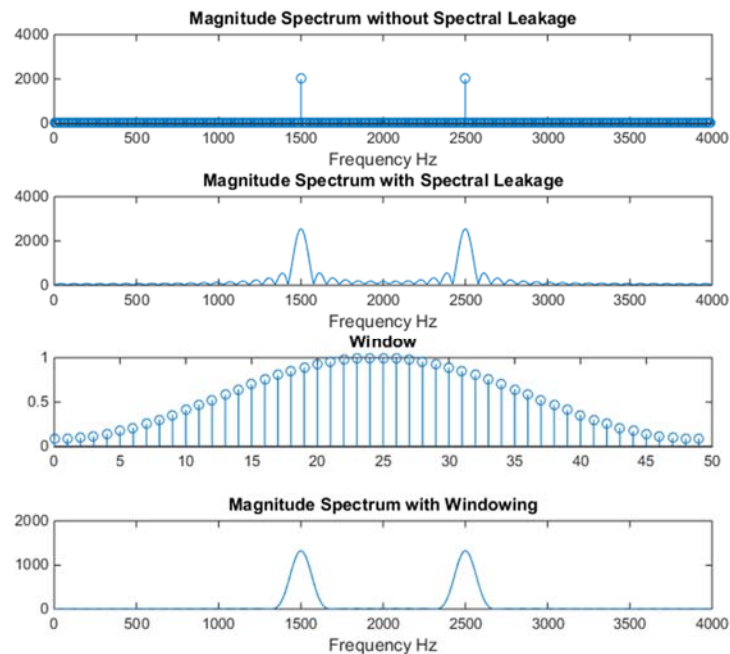 Magnitude Spectrum without Spectral Leakage
4000
2000
0
0 500 1000 1500 2000 2500 3000 3500 4000
Frequency Hz
Magnitude Spectrum with Spectral Leakage
4000
2000
0
0 500 1000 1500 2000 2500 3000 3500 4000
Frequency Hz
Window
1
0.5
0
0 5 10 15 20 25 30 35 40 45 50
Magnitude Spectrum with Windowing
2000
1000
0
0 500 1000 1500 2000 2500 3000 3500 4000
Frequency Hz